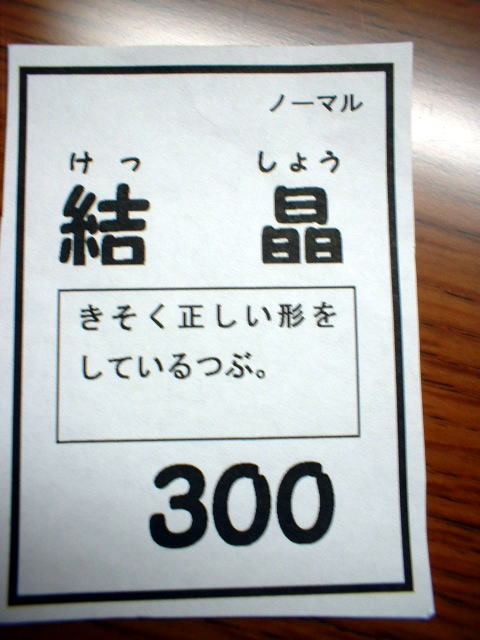 ノーマル
けっ しょう
結 晶
きそく正しい形を
しているつぶ。
300